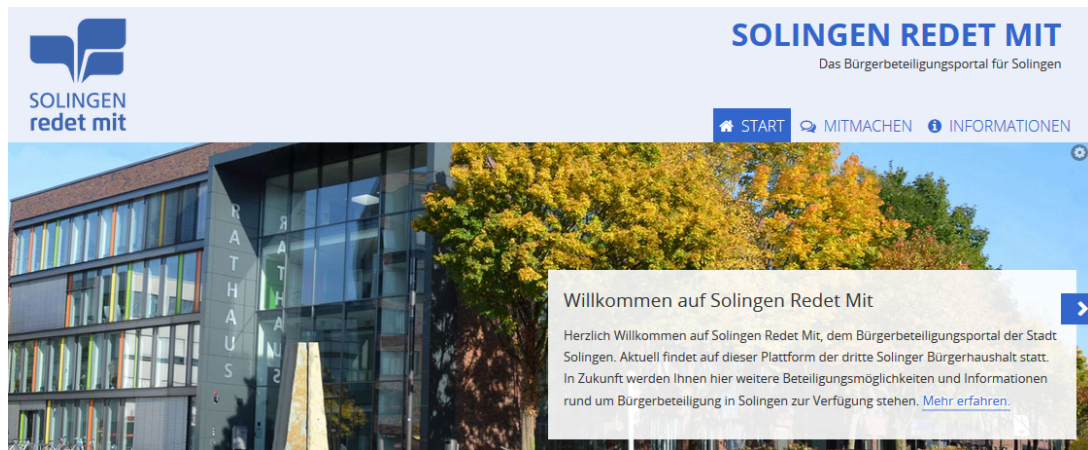 SOLINGEN
redet mit
SOLINGEN REDET MIT
Das Bürgerbeteiligungsportal für Solingen
START MITMACHEN INFORMATIONEN
RATHAUS
RATHAUS
Willkommen auf Solingen Redet Mit
Herzlich Willkommen auf Solingen Redet Mit, dem Bürgerbeteiligungsportal der Stadt
Solingen. Aktuell findet auf dieser Plattform der dritte Solinger Bürgerhaushalt statt.
In Zukunft werden Ihnen hier weitere Beteiligungsmöglichkeiten und Informationen
rund um Bürgerbeteiligung in Solingen zur Verfügung stehen. Mehr erfahren.